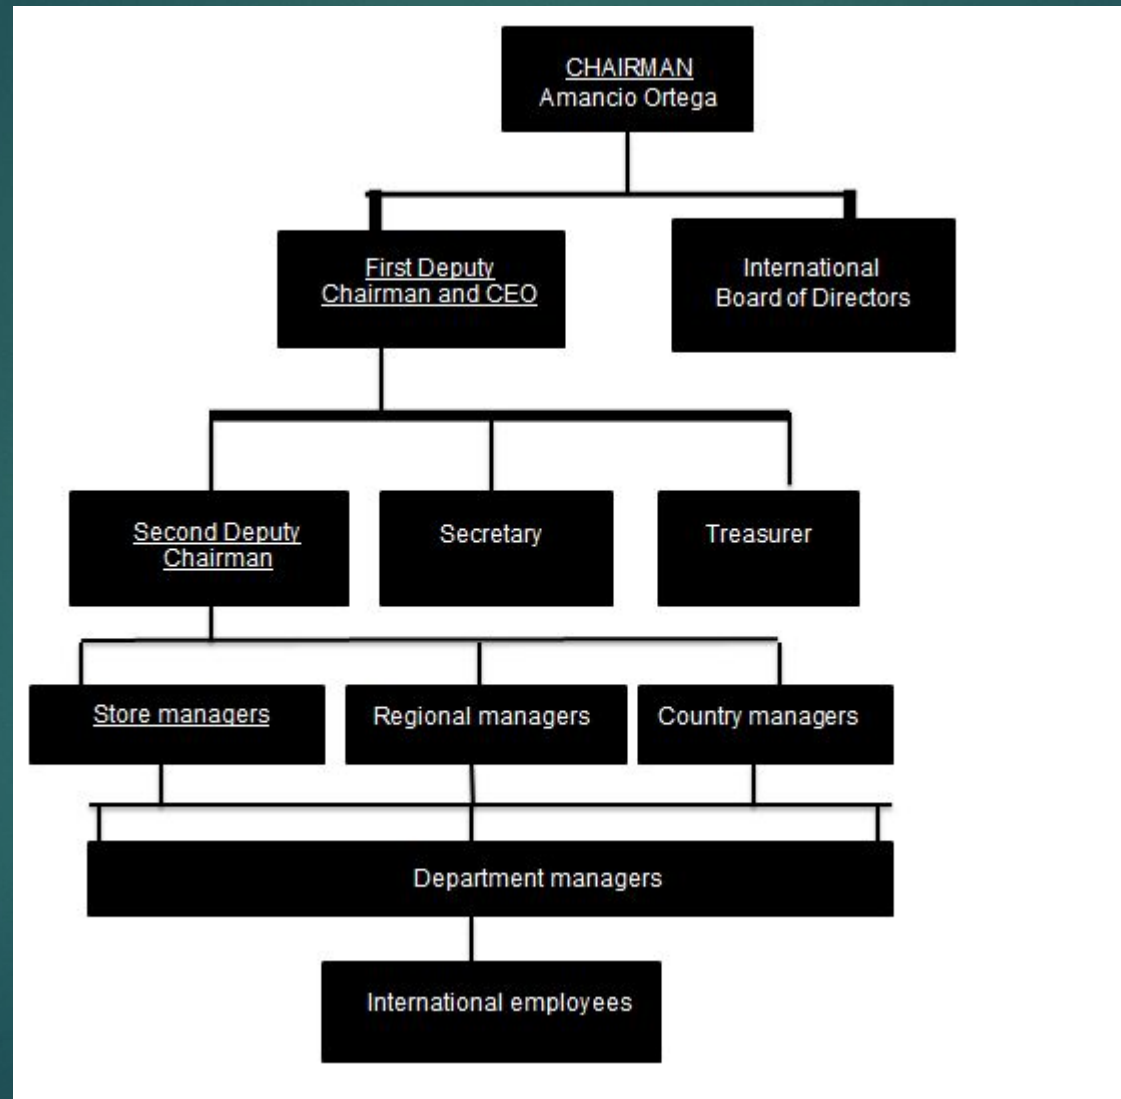 CHAIRMAN
Amancio Ortega
First Deputy
Chairman and CEO
International
Board of Directors
Second Deputy
Chairman
Secretary
Treasurer
Store managers
Regional managers
Country managers
Department managers
International employees